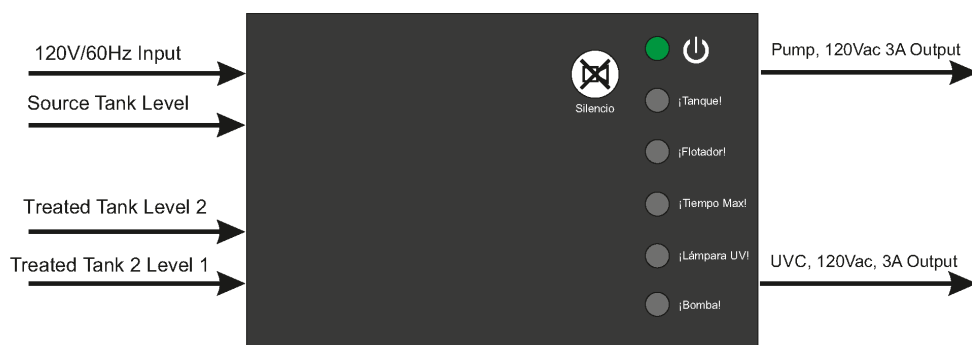 120V/60Hz Input
Source Tank Level
Treated Tank Level 2
Treated Tank 2 Level 1
Silencio
¡Tanque!
¡Flotador!
¡Tiempo Max!
¡Lámpara UV!
¡Bomba!
Pump, 120Vac 3A Output
UVC, 120Vac, 3A Output